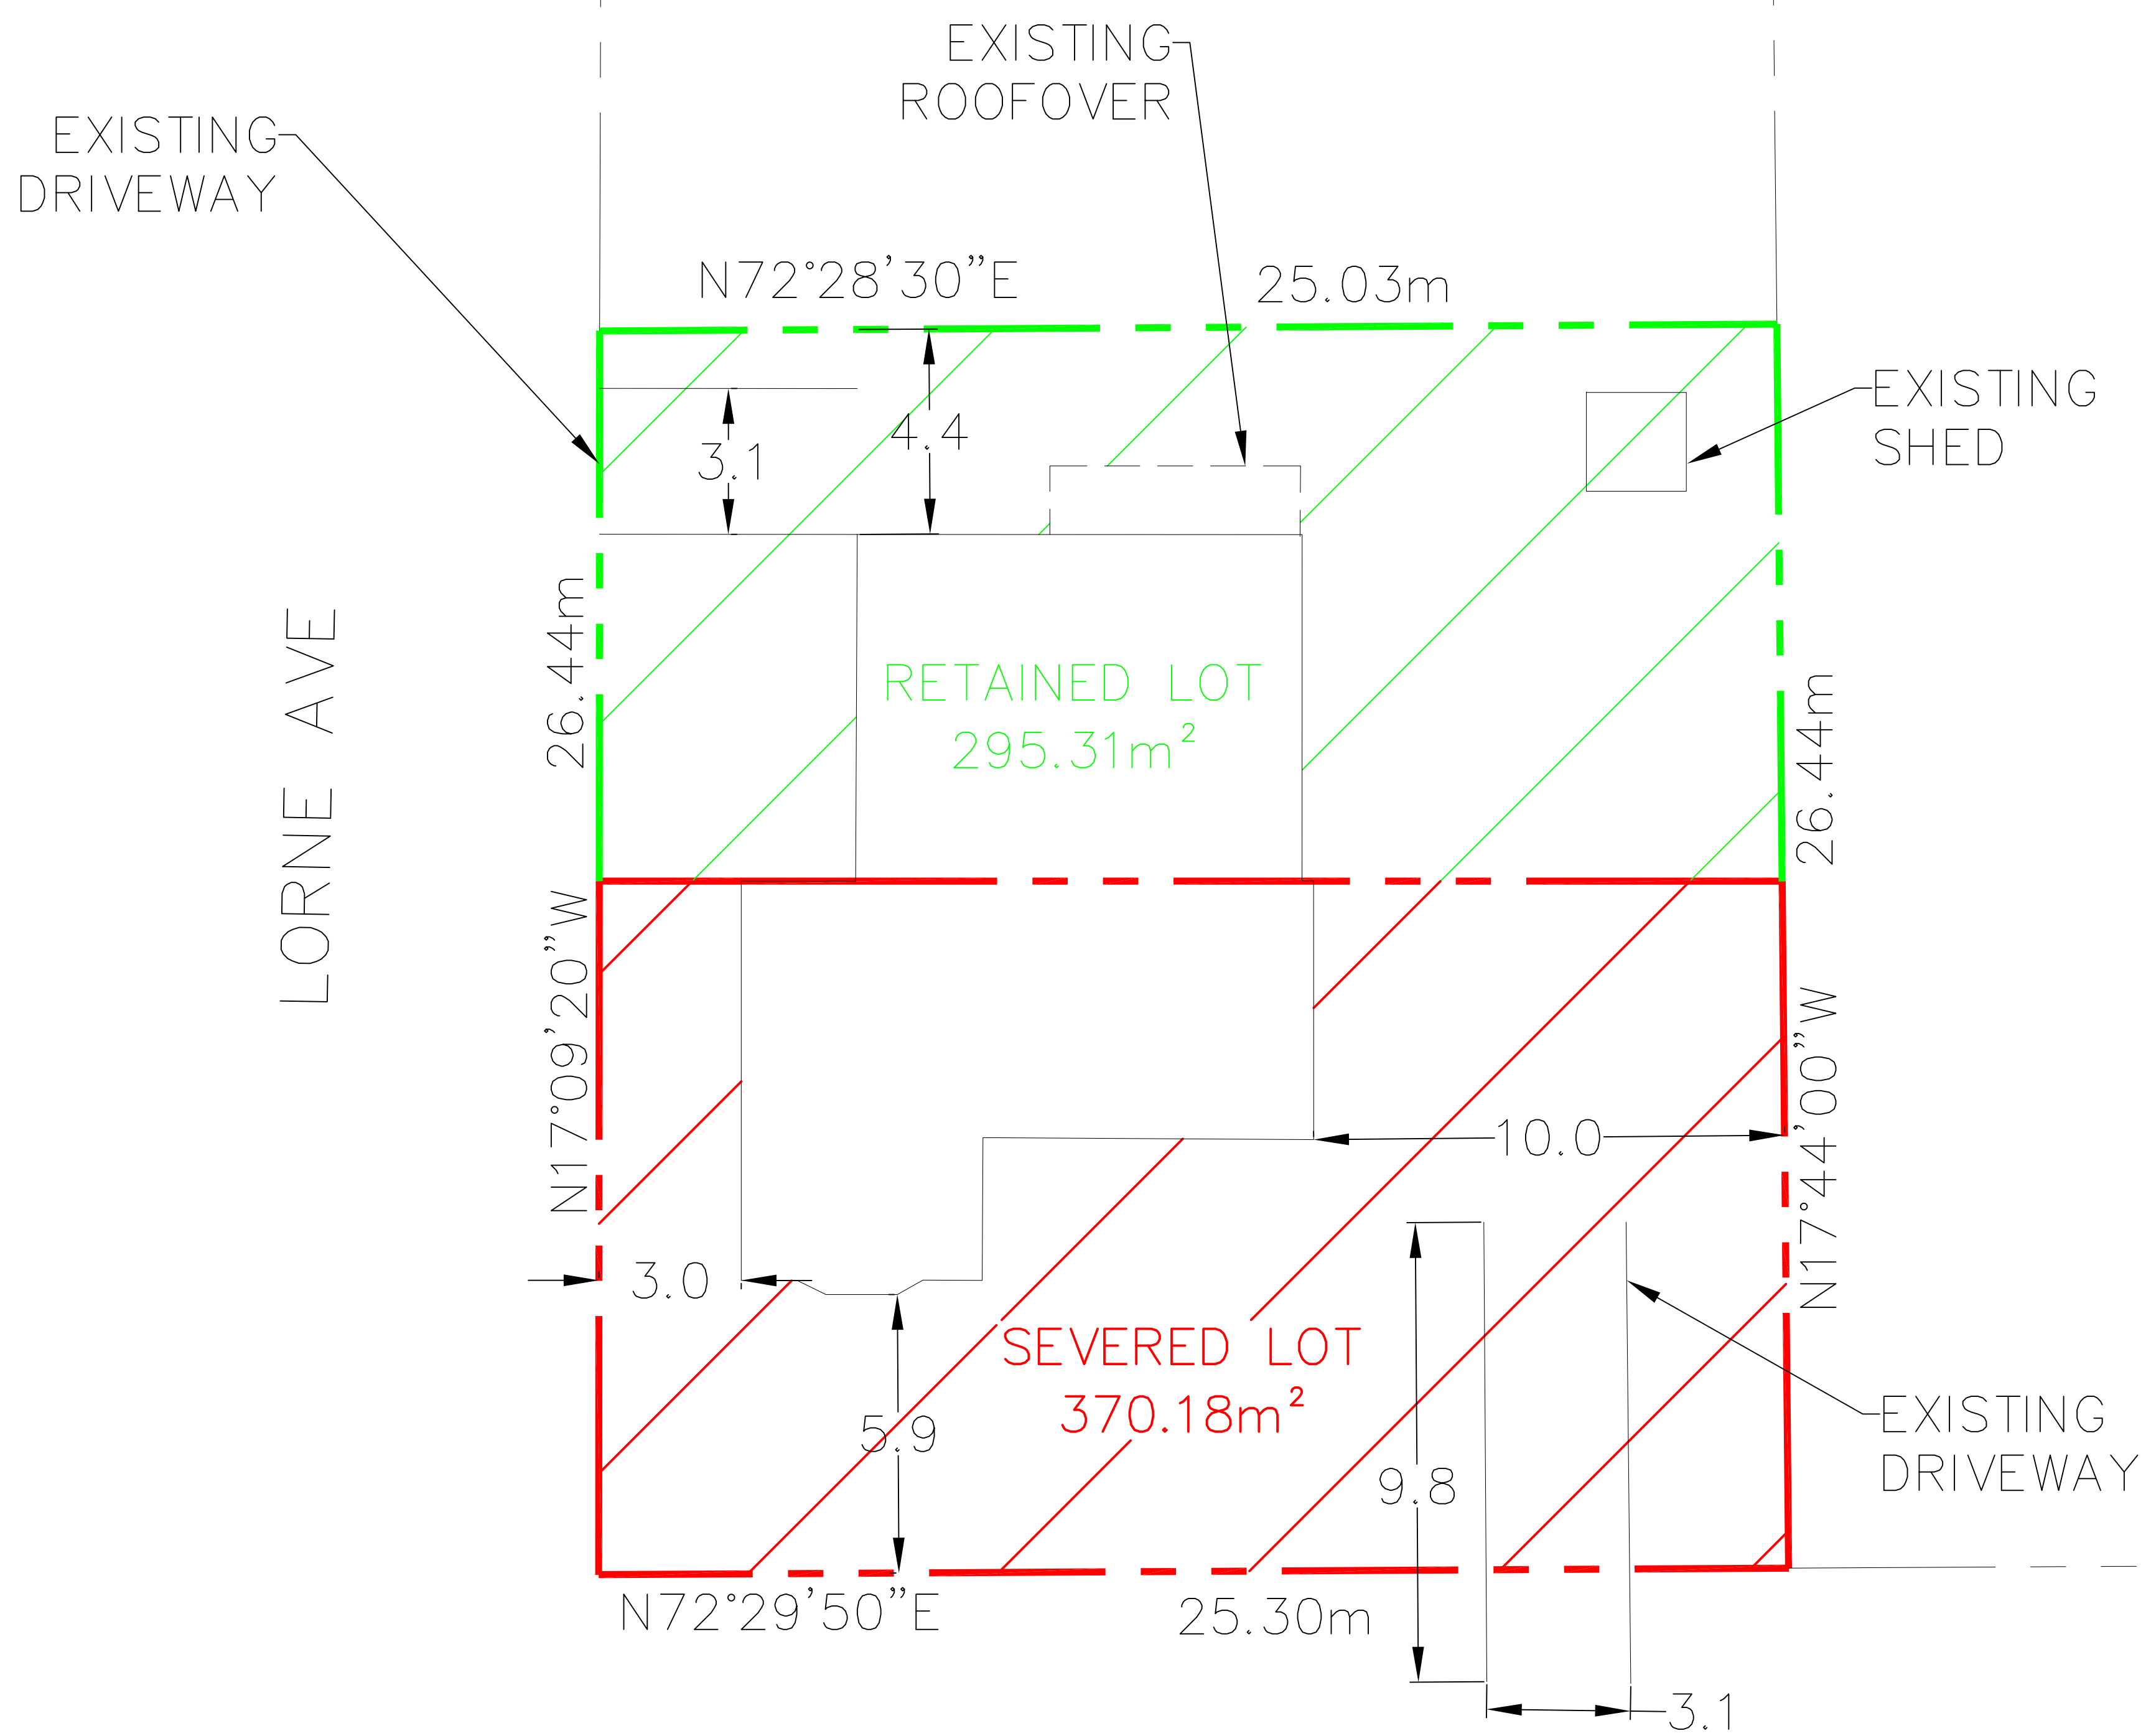 EXISTING
ROOFOVER
EXISTING
DRIVEWAY
N72°28'30"E
25.03m
4.4
3.1
EXISTING
SHED
26.44m
LORNE AVE
RETAINED LOT
295.31m²
26.44m
N17°09'20"W
N17°44'00"W
10.0
3.0
SEVERED LOT
370.18m²
5.9
9.8
EXISTING
DRIVEWAY
N72°29'50"E
25.30m
3.1